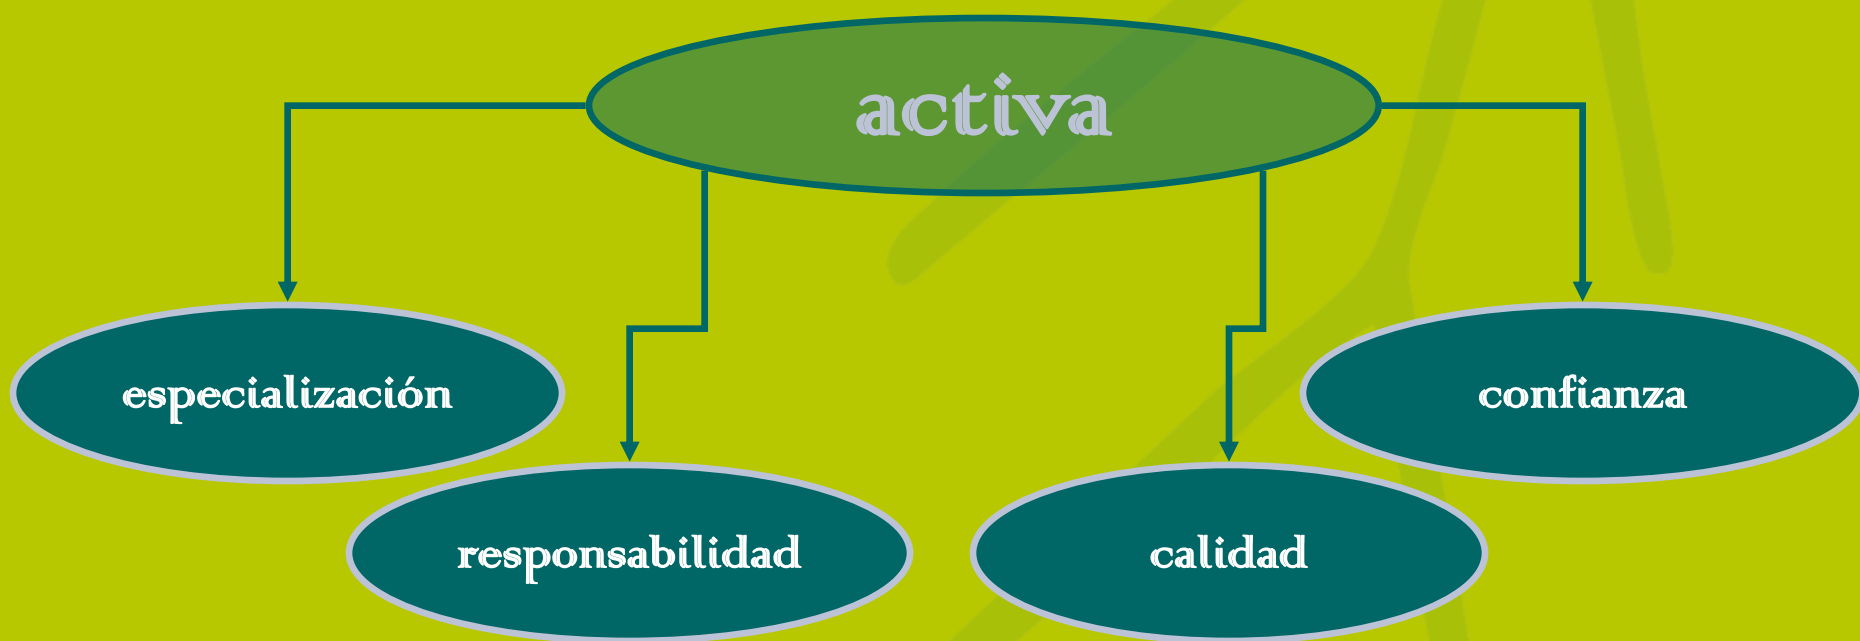 activa
especialización
confianza
responsabilidad
calidad